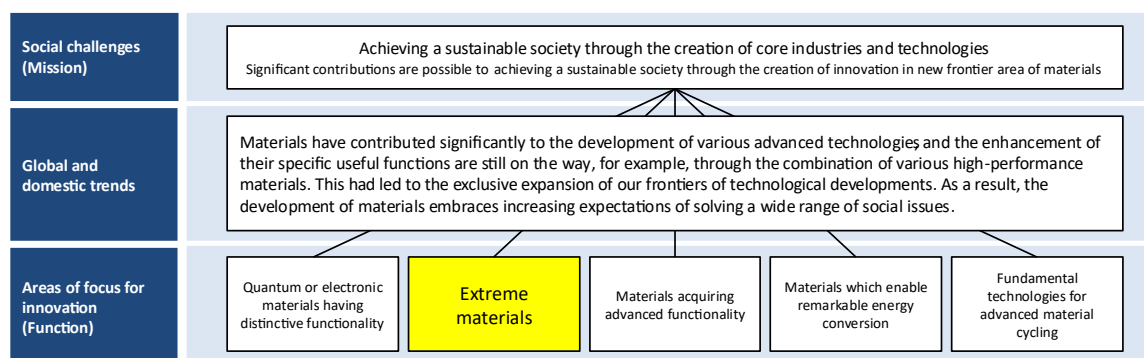 Social challenges
(Mission)
Achieving a sustainable society through the creation of core industries and technologies
Significant contributions are possible to achieving a sustainable society through the creation of innovation in new frontier area of materials
Global and
domestic trends
Materials have contributed significantly to the development of various advanced technologies, and the enhancement of
their specific useful functions are still on the way, for example, through the combination of various high-performance
materials. This had led to the exclusive expansion of our frontiers of technological developments. As a result, the
development of materials embraces increasing expectations of solving a wide range of social issues.
Areas of focus for
innovation
(Function)
Quantum or electronic
materials having
distinctive functionality
Extreme
materials
Materials acquiring
advanced functionality
Materials which enable
remarkable energy
conversion
Fundamental
technologies for
advanced material
cycling